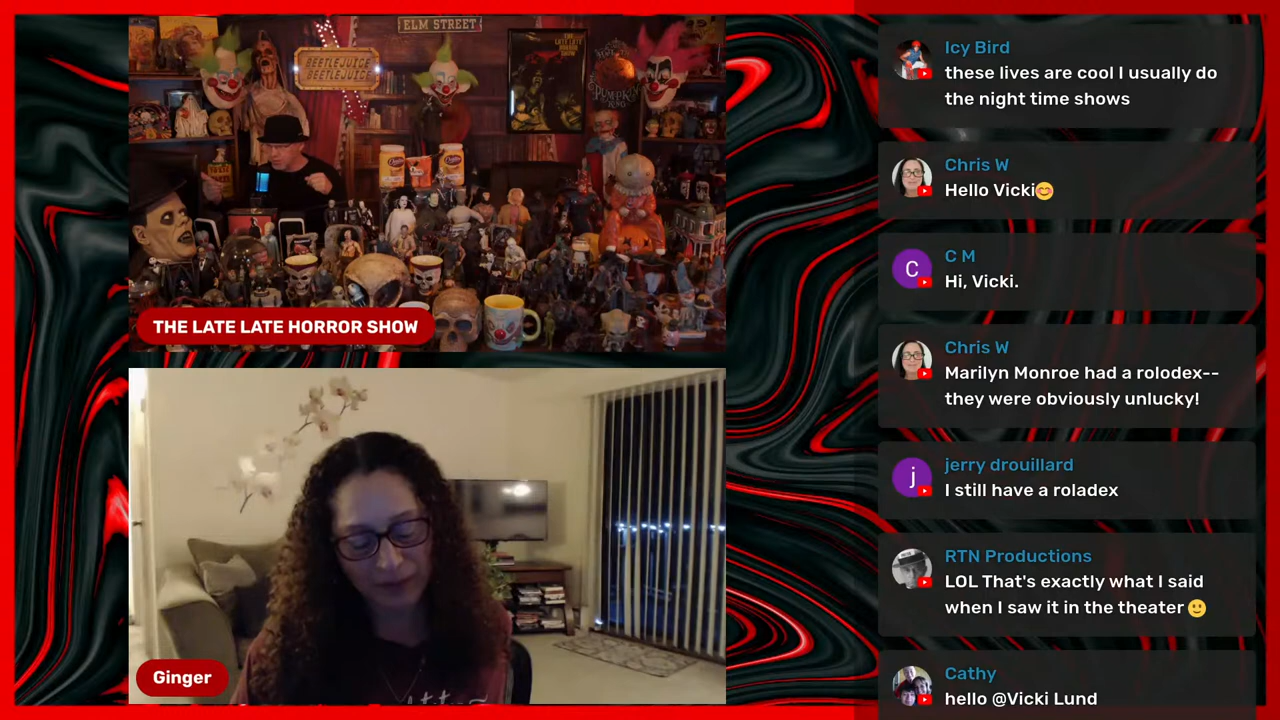 ELM STREET
BEETLEJUICE
BEETLEJUICE
THE LATE LATE HORROR SHOW
Ginger
Icy Bird
these lives are cool I usually do
the night time shows
Chris W
Hello Vicki😊
C
C M
Hi, Vicki.
Chris W
Marilyn Monroe had a rolodex--
they were obviously unlucky!
j
jerry drouillard
I still have a roladex
RTN Productions
LOL That's exactly what I said
when I saw it in the theater🙂
Cathy
hello @Vicki Lund